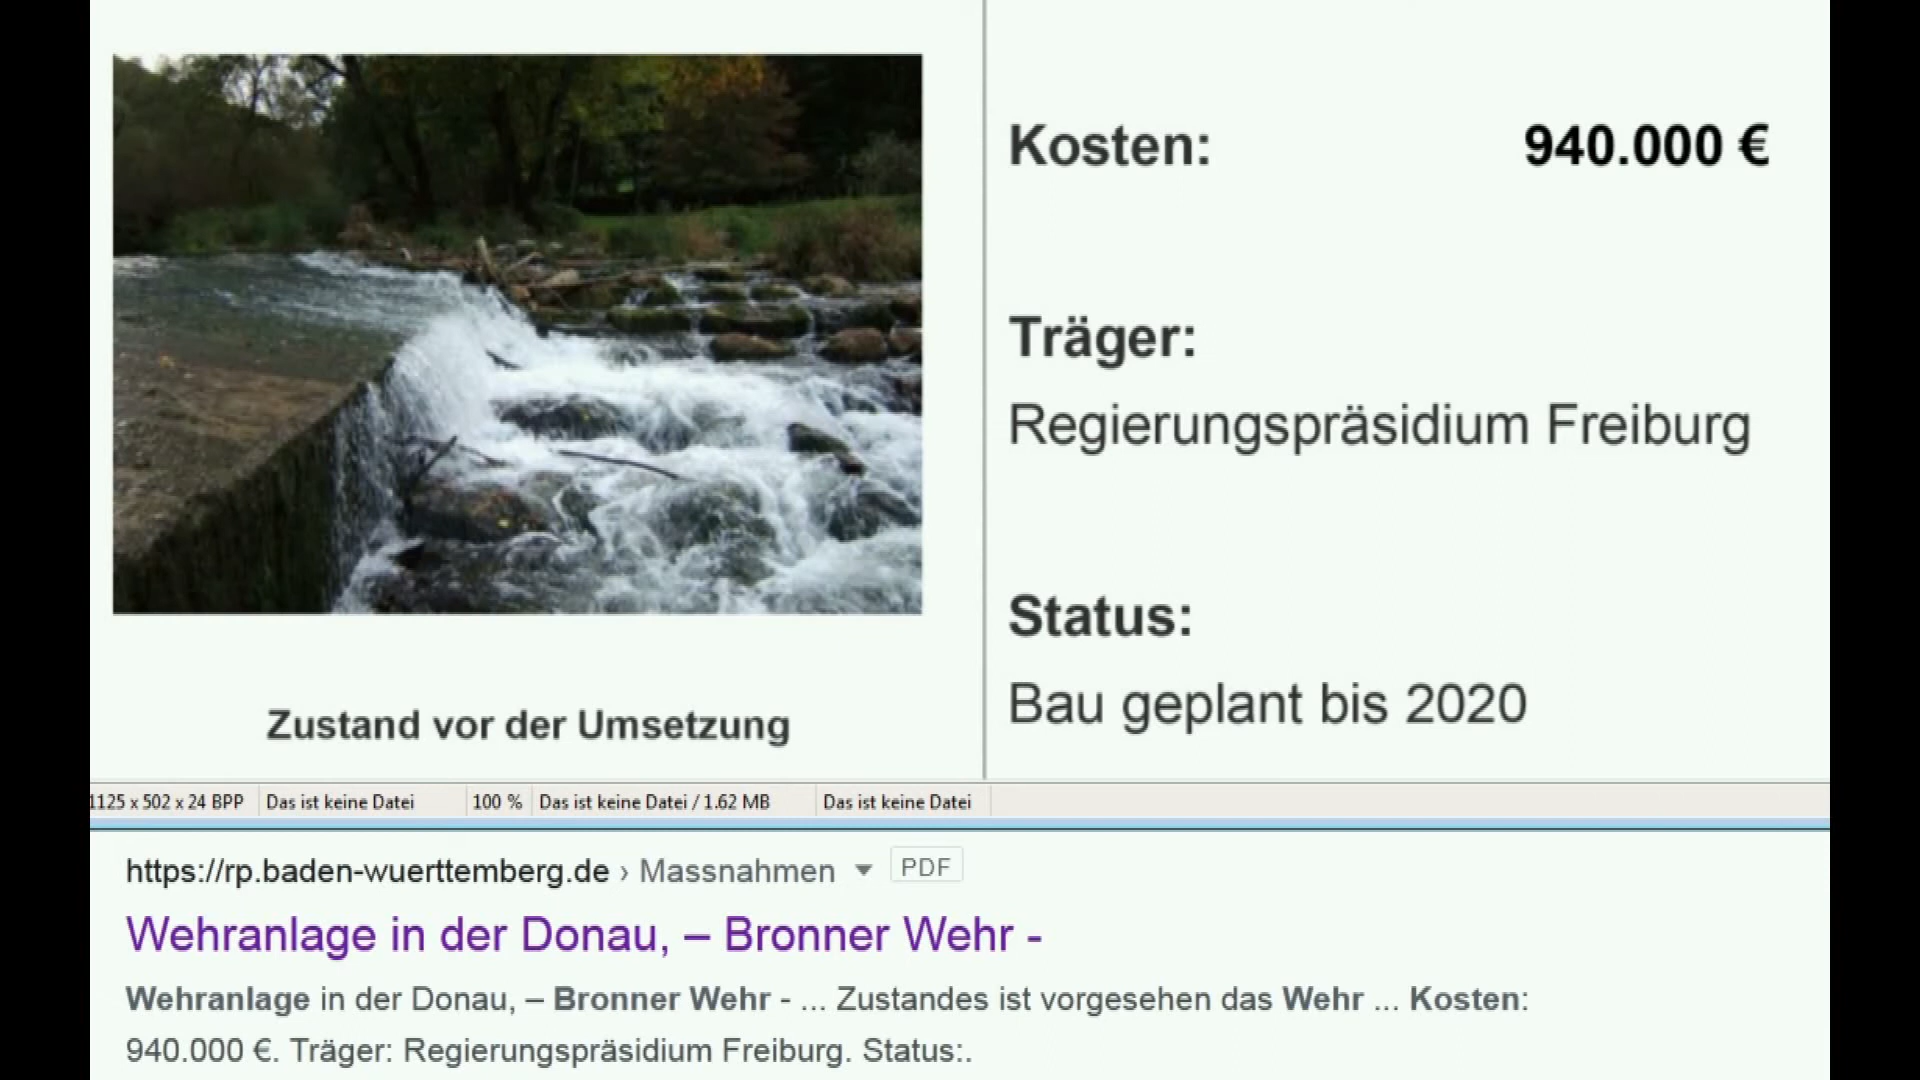 Kosten: 940.000 €
Träger:
Regierungspräsidium Freiburg
Status:
Bau geplant bis 2020
Zustand vor der Umsetzung
1125 x 502 x 24 BPP Das ist keine Datei 100 % Das ist keine Datei / 1.62 MB Das ist keine Datei
https://rp.baden-wuerttemberg.de › Massnahmen PDF
Wehranlage in der Donau, – Bronner Wehr -
Wehranlage in der Donau, – Bronner Wehr - ... Zustandes ist vorgesehen das Wehr ... Kosten:
940.000 €. Träger: Regierungspräsidium Freiburg. Status:.